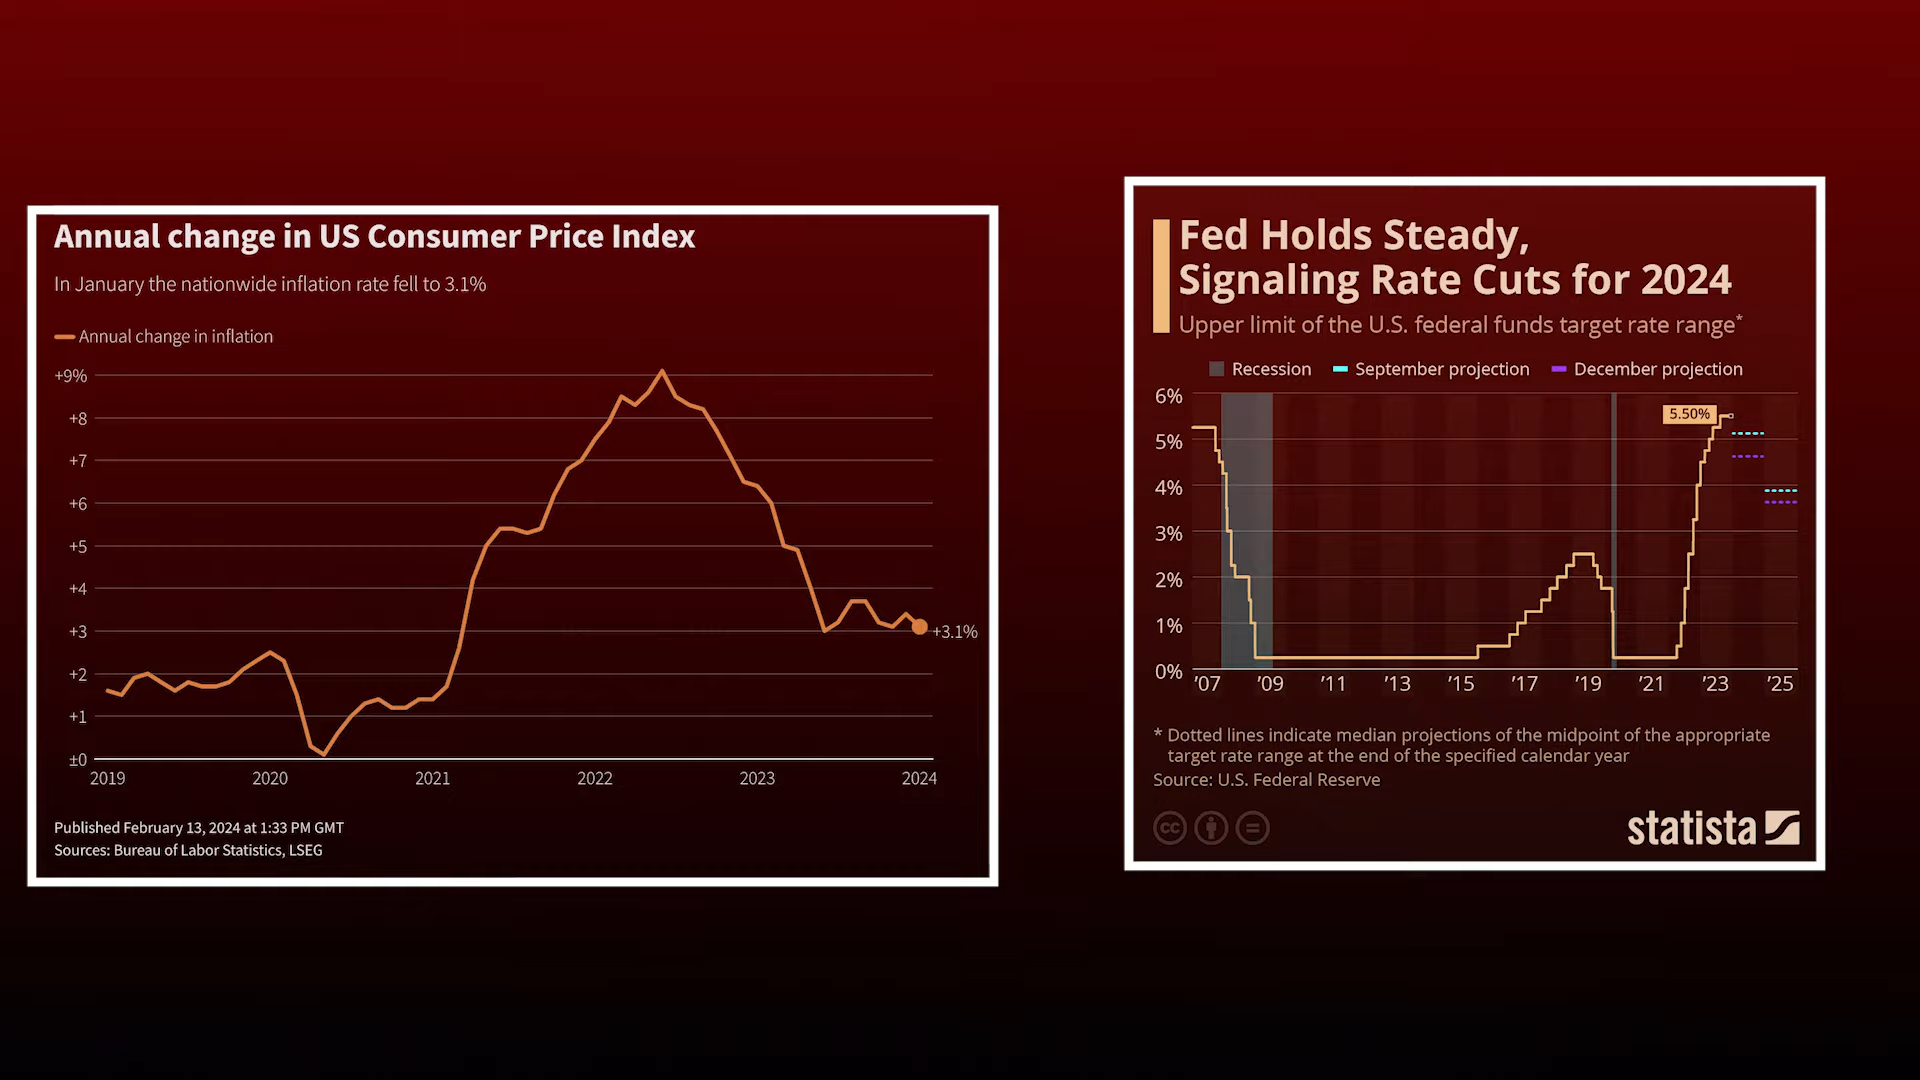 Annual change in US Consumer Price Index
In January the nationwide inflation rate fell to 3.1%
Annual change in inflation
+9%
+8
+7
+6
+5
+4
+3
+2
+1
±0
+3.1%
2019 2020 2021 2022 2023 2024
Published February 13, 2024 at 1:33 PM GMT
Sources: Bureau of Labor Statistics, LSEG
Fed Holds Steady,
Signaling Rate Cuts for 2024
Upper limit of the U.S. federal funds target rate range*
Recession September projection December projection
6%
5.50%
5%
4%
3%
2%
1%
0%
'07 '09 '11 '13 '15 '17 '19 '21 '23 '25
* Dotted lines indicate median projections of the midpoint of the appropriate
target rate range at the end of the specified calendar year
Source: U.S. Federal Reserve
cc
statista